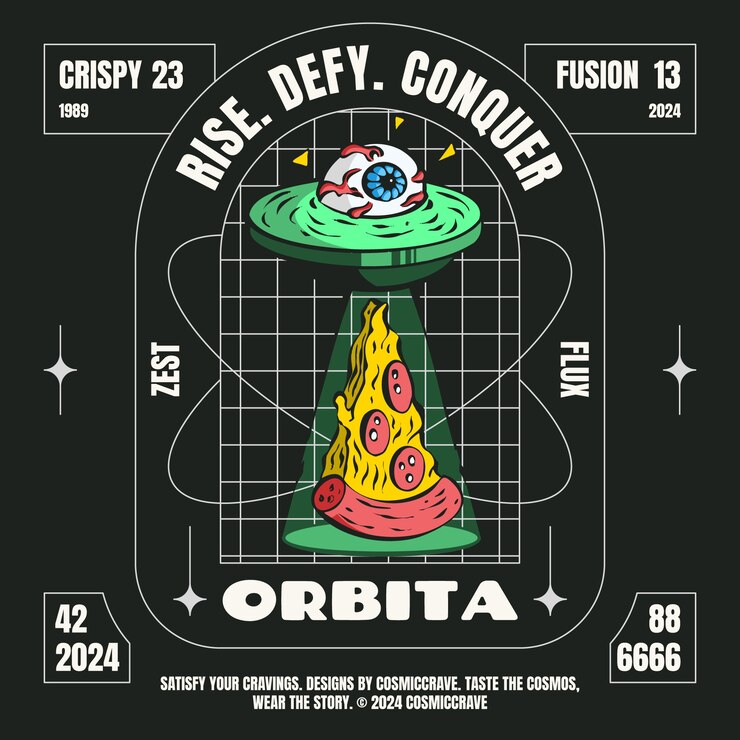 CRISPY 23
1989
FUSION 13
2024
RISE. DEFY. CONQUER
ZEST
FLUX
ORBITA
42
2024
88
6666
SATISFY YOUR CRAVINGS. DESIGNS BY COSMICCRAVE. TASTE THE COSMOS,
WEAR THE STORY. © 2024 COSMICCRAVE